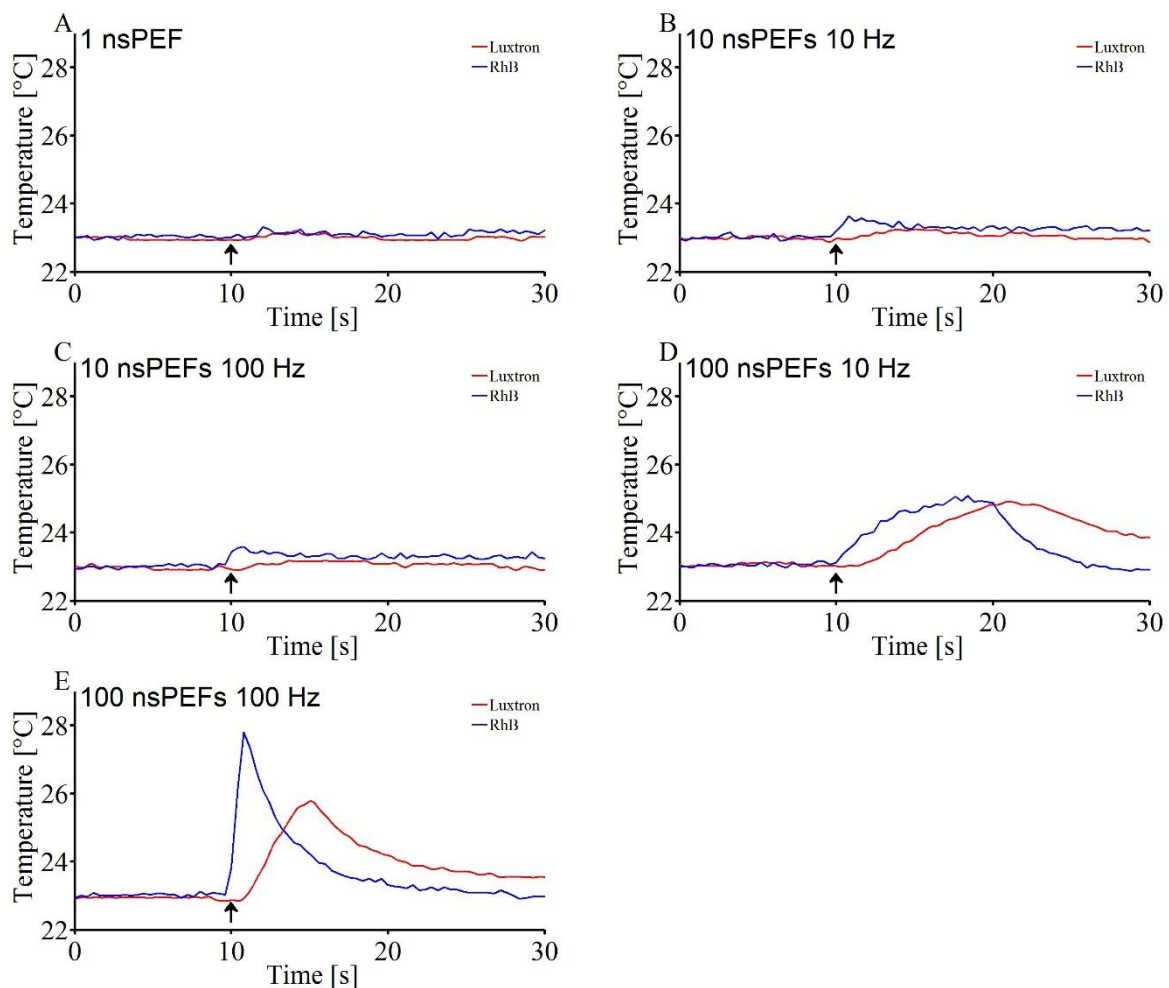 A
1 nsPEF
Luxtron
RhB
Temperature [°C]
28
26
24
22
0
10
20
30
Time [s]
B
10 nsPEFs 10 Hz
Luxtron
RhB
Temperature [°C]
28
26
24
22
0
10
20
30
Time [s]
C
10 nsPEFs 100 Hz
Luxtron
RhB
Temperature [°C]
28
26
24
22
0
10
20
30
Time [s]
D
100 nsPEFs 10 Hz
Luxtron
RhB
Temperature [°C]
28
26
24
22
0
10
20
30
Time [s]
E
100 nsPEFs 100 Hz
Luxtron
RhB
Temperature [°C]
28
26
24
22
0
10
20
30
Time [s]